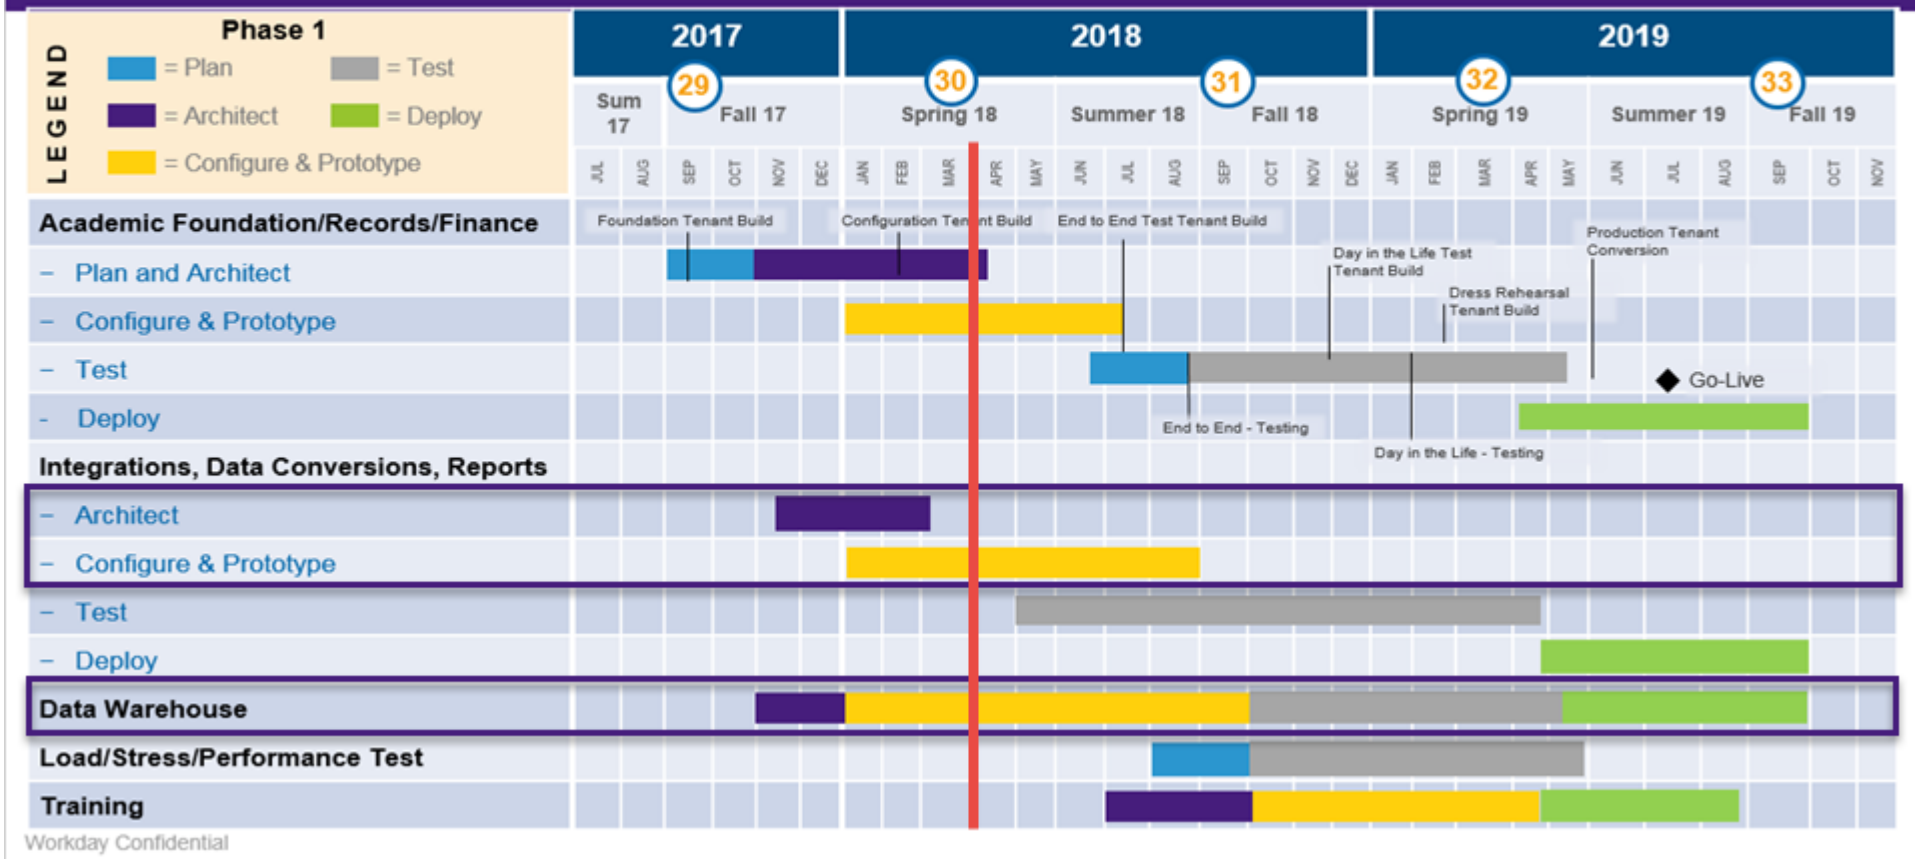 LEGEND
Phase 1
= Plan
= Test
= Architect
= Deploy
= Configure & Prototype
2017
2018
2019
29
30
31
32
33
Sum
17
Fall 17
Spring 18
Summer 18
Fall 18
Spring 19
Summer 19
Fall 19
JUL
AUG
SEP
OCT
NOV
DEC
JAN
FEB
MAR
APR
MAY
JUN
JUL
AUG
SEP
OCT
NOV
DEC
JAN
FEB
MAR
APR
MAY
JUN
JUL
AUG
SEP
OCT
NOV
Academic Foundation/Records/Finance
Foundation Tenant Build
Configuration Tenant Build
End to End Test Tenant Build
Production Tenant
Conversion
– Plan and Architect
Day in the Life Test
Tenant Build
Dress Rehearsal
Tenant Build
– Configure & Prototype
– Test
Go-Live
- Deploy
End to End - Testing
Day in the Life - Testing
Integrations, Data Conversions, Reports
– Architect
– Configure & Prototype
– Test
– Deploy
Data Warehouse
Load/Stress/Performance Test
Training
Workday Confidential